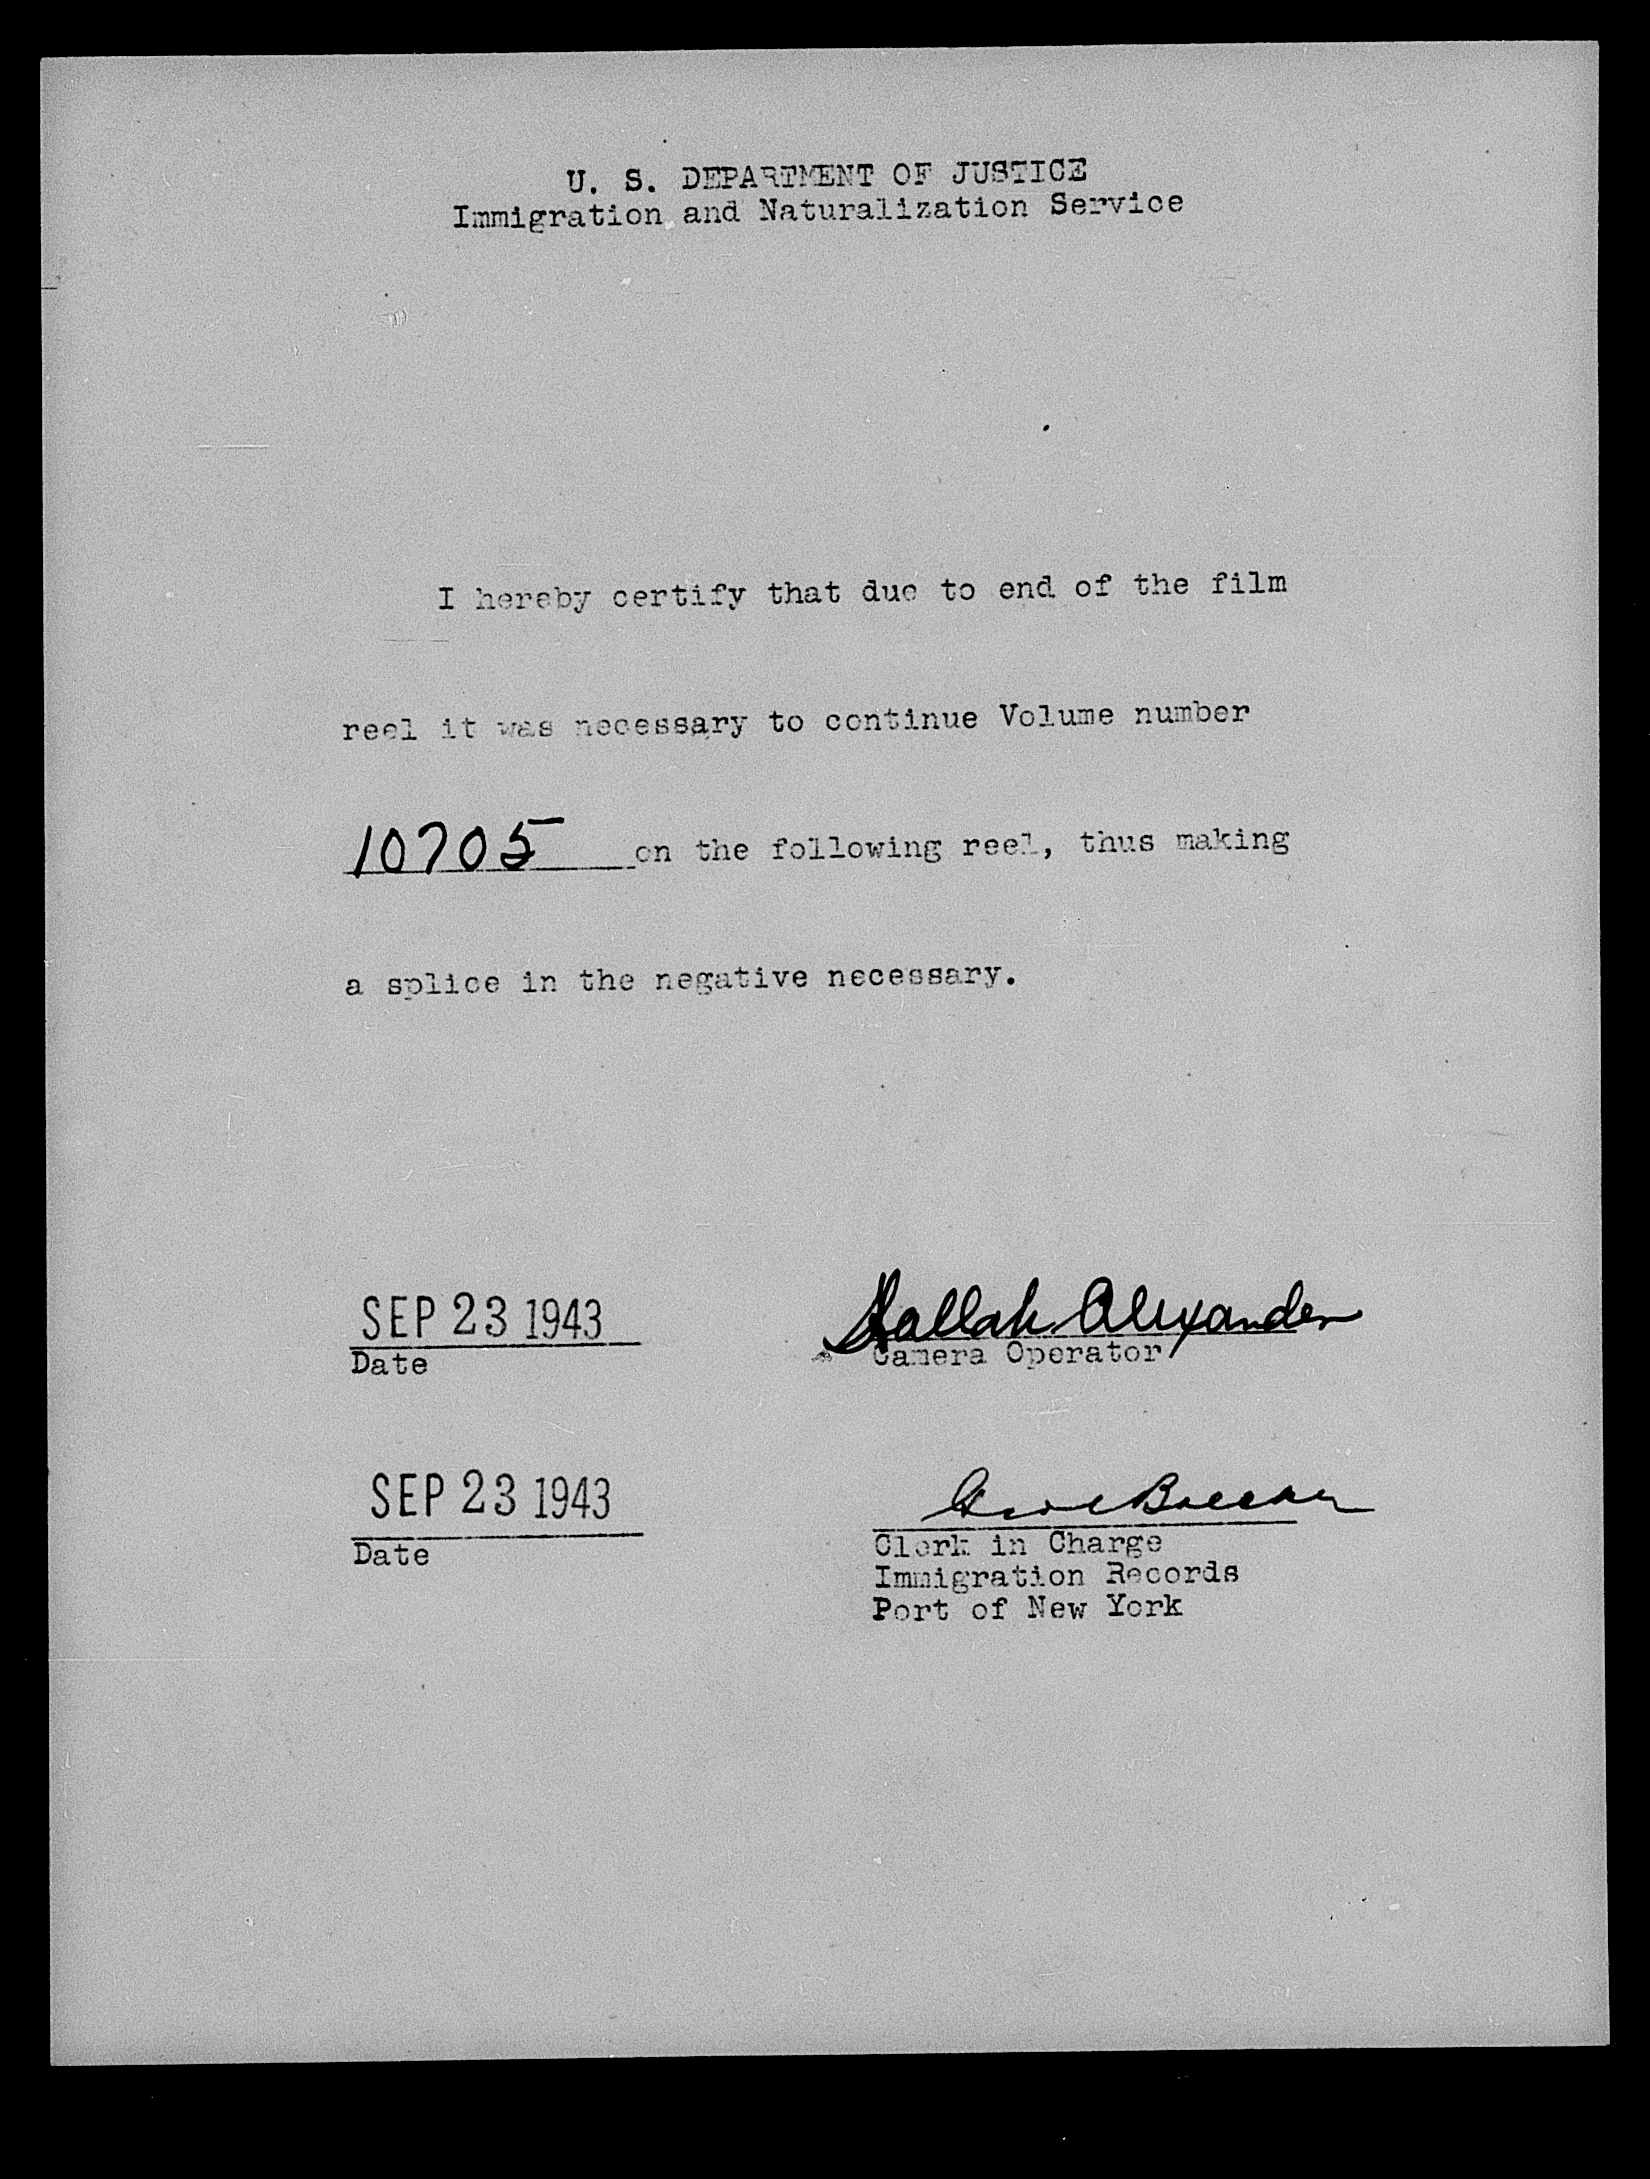 U. S. DEPARTMENT OF JUSTICE
Immigration and Naturalization Service
I hereby certify that due to end of the film
reel it was necessary to continue Volume number
10705 on the following reel, thus making
a splice in the negative necessary.
SEP 23 1943
Date
Alexander
Camera Operator
SEP 23 1943
Date
Clerk in Charge
Immigration Records
Port of New York